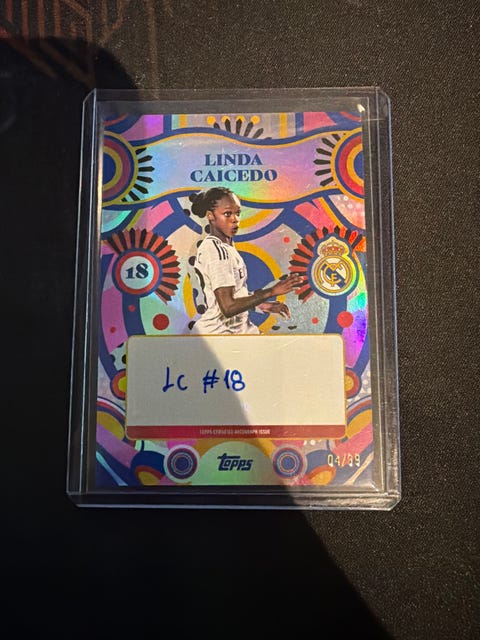 LINDA
CAICEDO
18
LC #18
TOPPS CERTIFIED AUTOGRAPH ISSUE
Topps
04/99